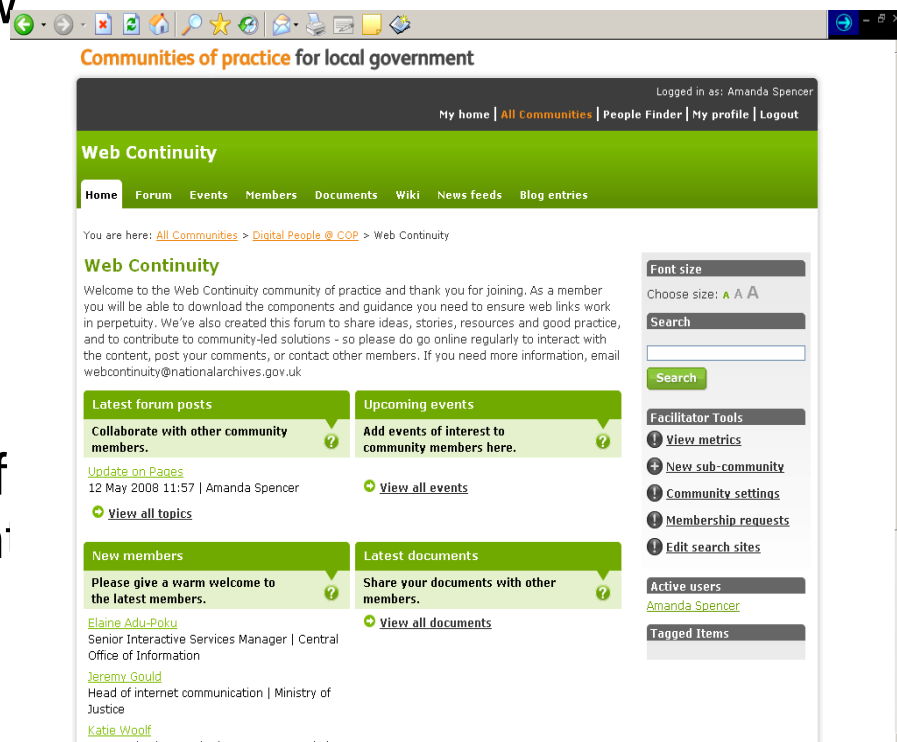 Communities of practice for local government
Logged in as: Amanda Spencer
My home | All Communities | People Finder | My profile | Logout
Web Continuity
Home Forum Events Members Documents Wiki News feeds Blog entries
You are here: All Communities > Digital People @ COP > Web Continuity
Web Continuity
Welcome to the Web Continuity community of practice and thank you for joining. As a member
you will be able to download the components and guidance you need to ensure web links work
in perpetuity. We've also created this forum to share ideas, stories, resources and good practice,
and to contribute to community-led solutions - so please do go online regularly to interact with
the content, post your comments, or contact other members. If you need more information, email
webcontinuity@nationalarchives.gov.uk
Latest forum posts
Collaborate with other community
members.
Update on Pages
12 May 2008 11:57 | Amanda Spencer
View all topics
Upcoming events
Add events of interest to
community members here.
View all events
New members
Please give a warm welcome to
the latest members.
Elaine Adu-Poku
Senior Interactive Services Manager | Central
Office of Information
Jeremy Gould
Head of internet communication | Ministry of
Justice
Katie Woolf
Latest documents
Share your documents with other
members.
View all documents
Font size
Choose size: A A A
Search
Search
Facilitator Tools
View metrics
New sub-community
Community settings
Membership requests
Edit search sites
Active users
Amanda Spencer
Tagged Items